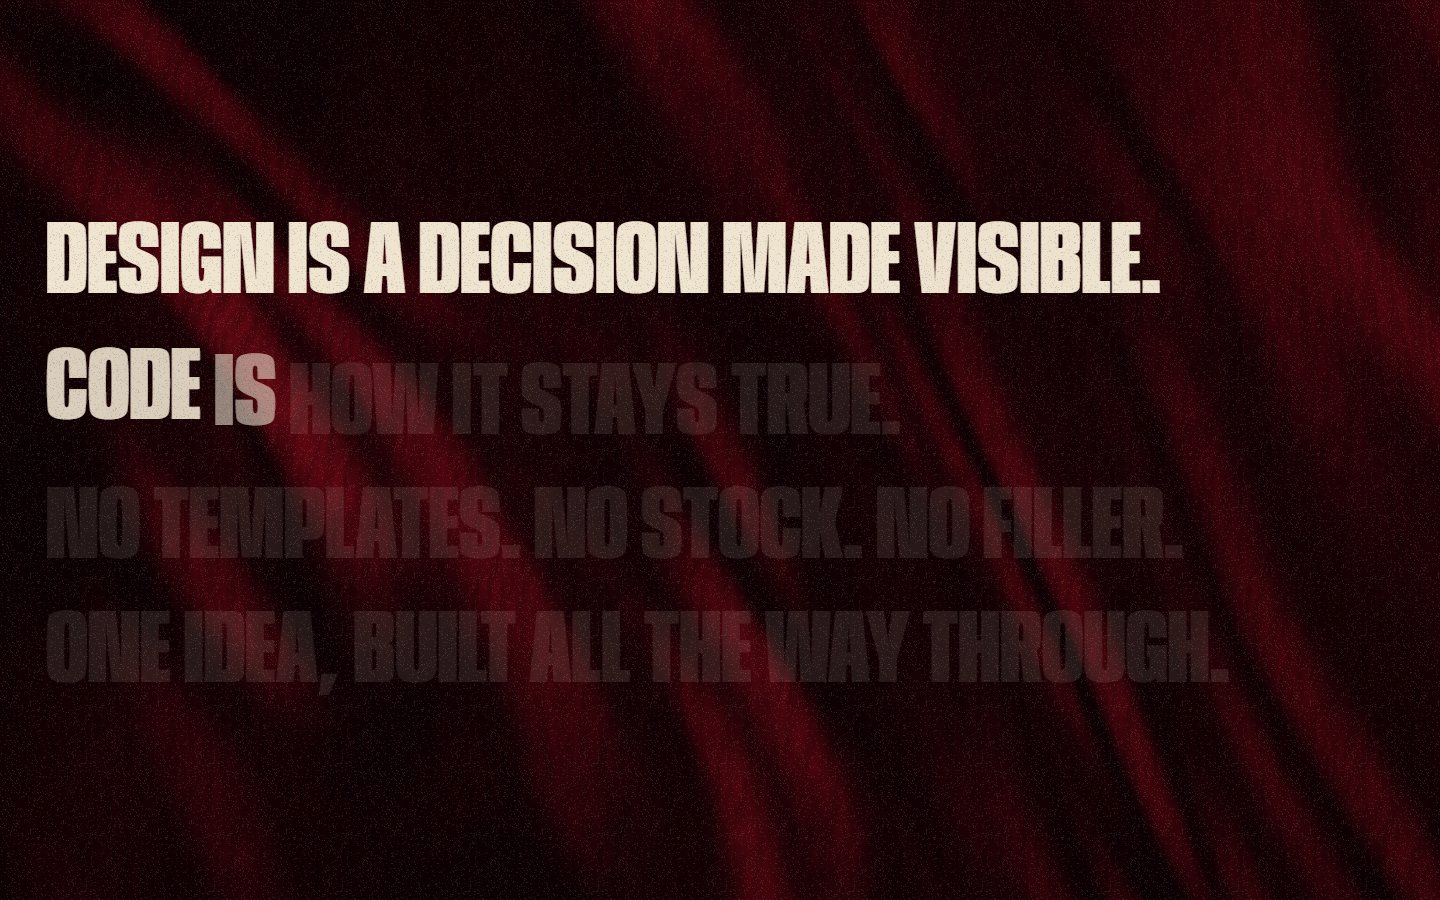 DESIGN IS A DECISION MADE VISIBLE.
CODE IS HOW IT STAYS TRUE.
NO TEMPLATES. NO STOCK. NO FILLER.
ONE IDEA, BUILT ALL THE WAY THROUGH.